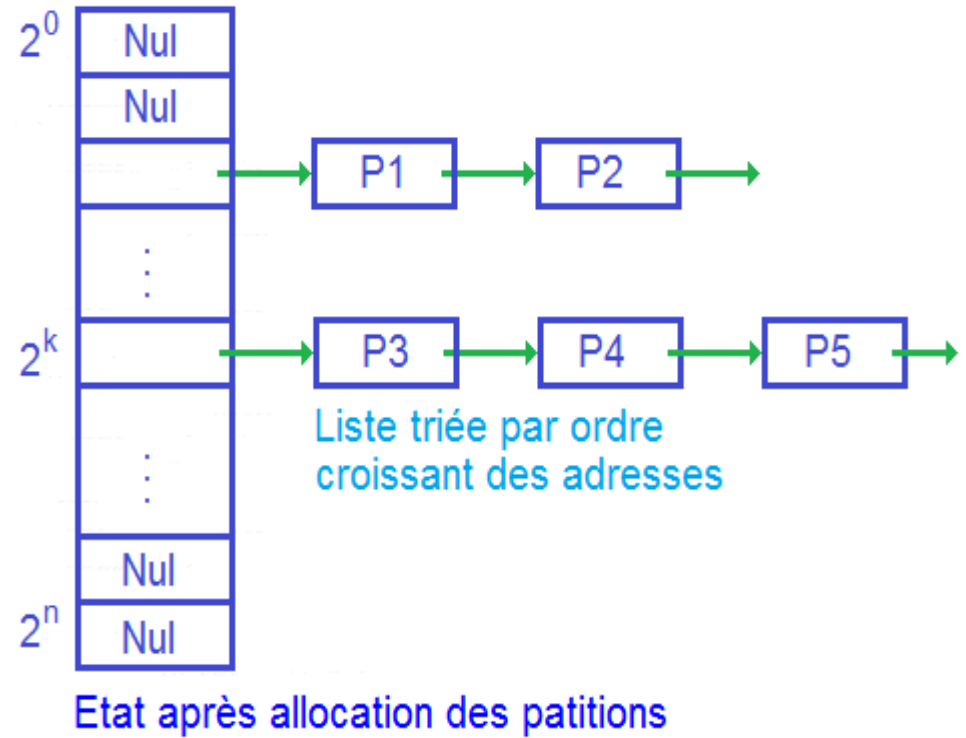 2^0 Nul
Nul
P1 P2
⋮
2^k P3 P4 P5
Liste triée par ordre
croissant des adresses
⋮
Nul
2^n Nul
Etat après allocation des patitions